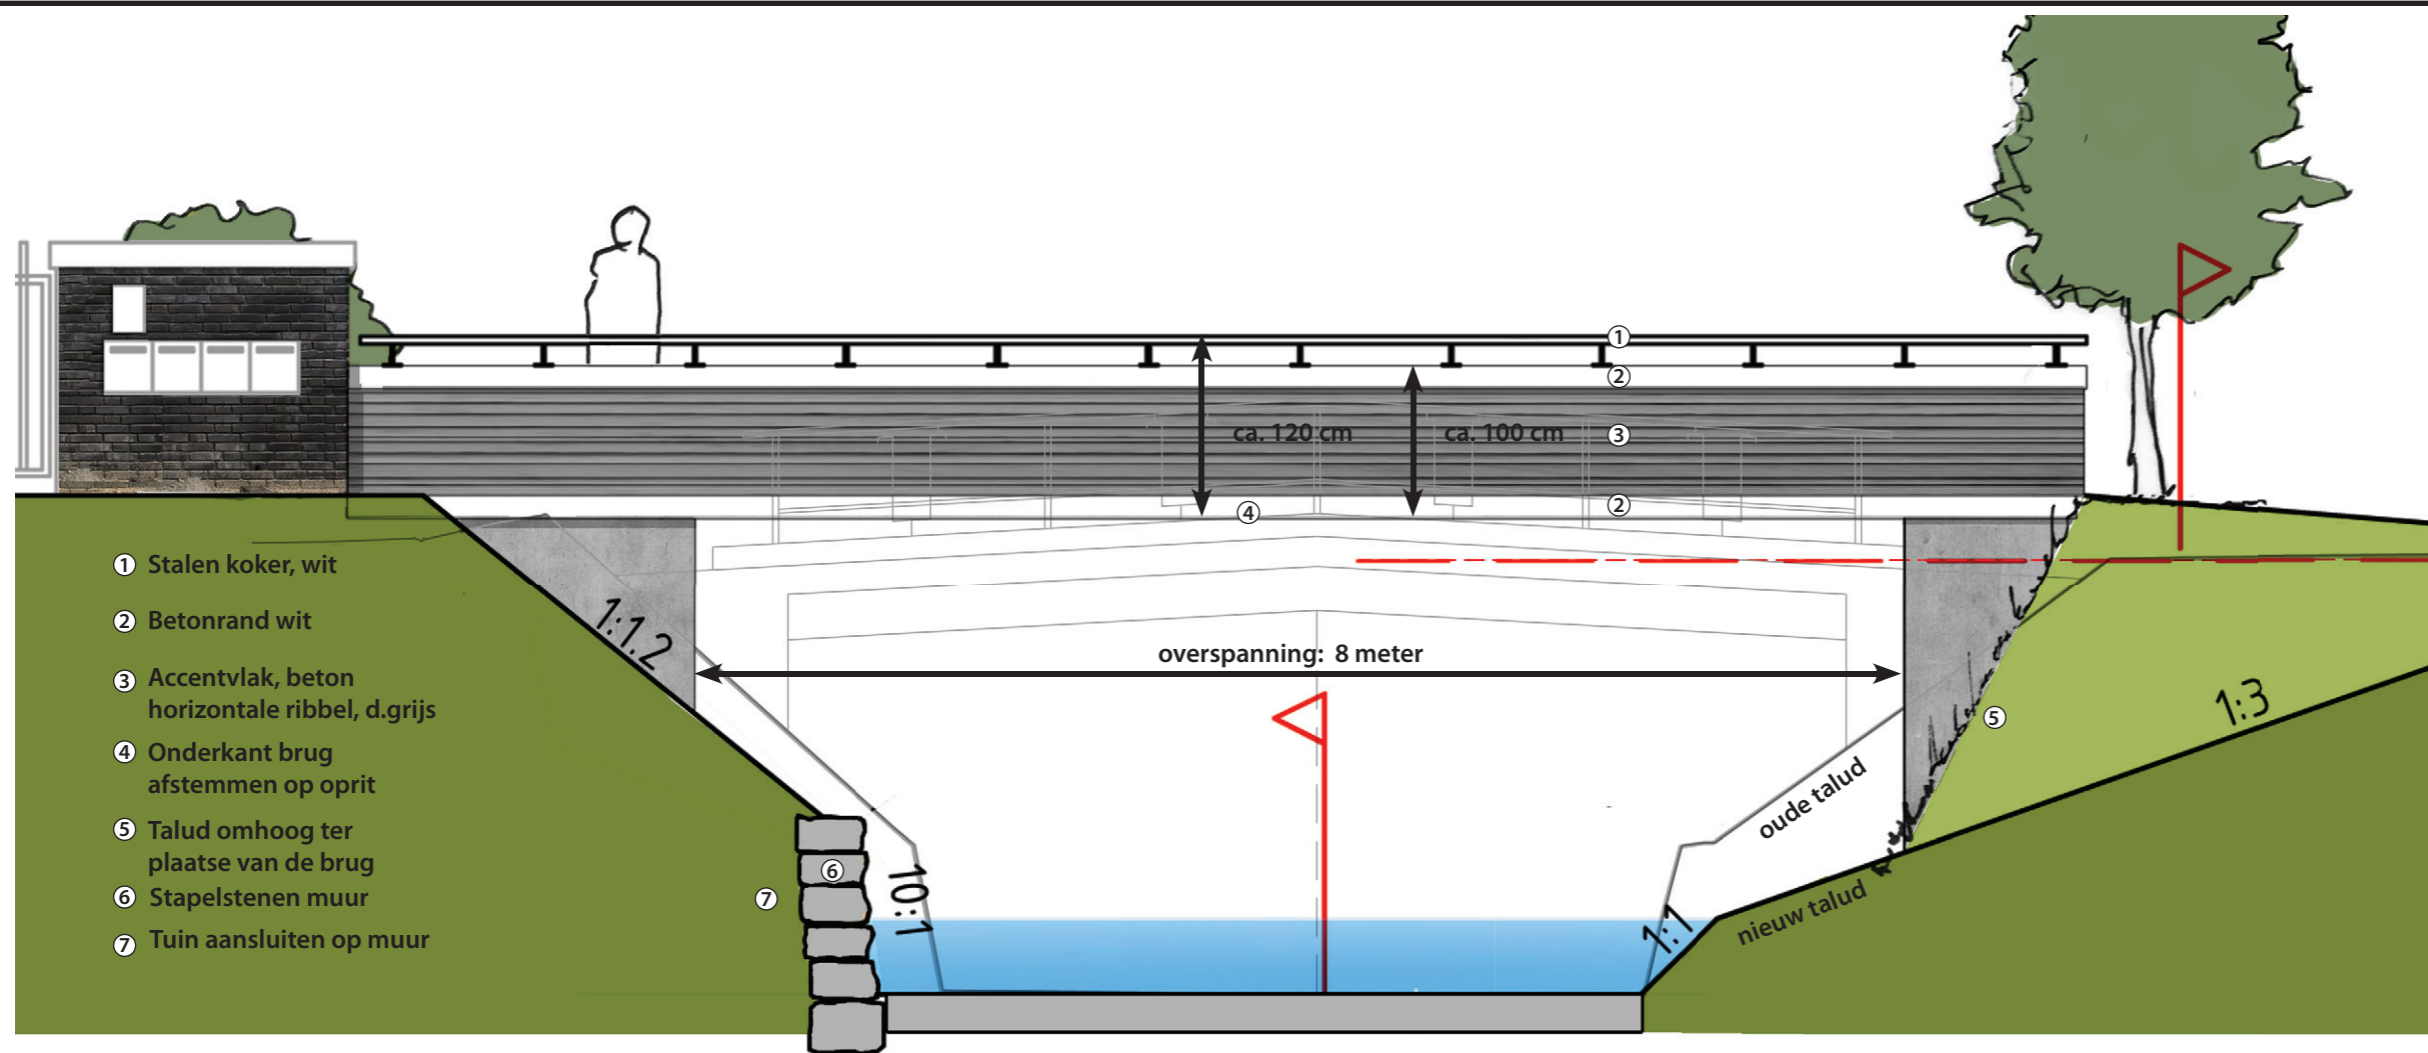 ①
②
ca. 120 cm
ca. 100 cm
③
④
②
① Stalen koker, wit
② Betonrand wit
③ Accentvlak, beton
horizontale ribbel, d.grijs
④ Onderkant brug
afstemmen op oprit
⑤ Talud omhoog ter
plaatse van de brug
⑥ Stapelstenen muur
⑦ Tuin aansluiten op muur
1:1.2
overspanning: 8 meter
1:3
⑤
oude talud
⑥
⑦
10:1
1:1
nieuw talud